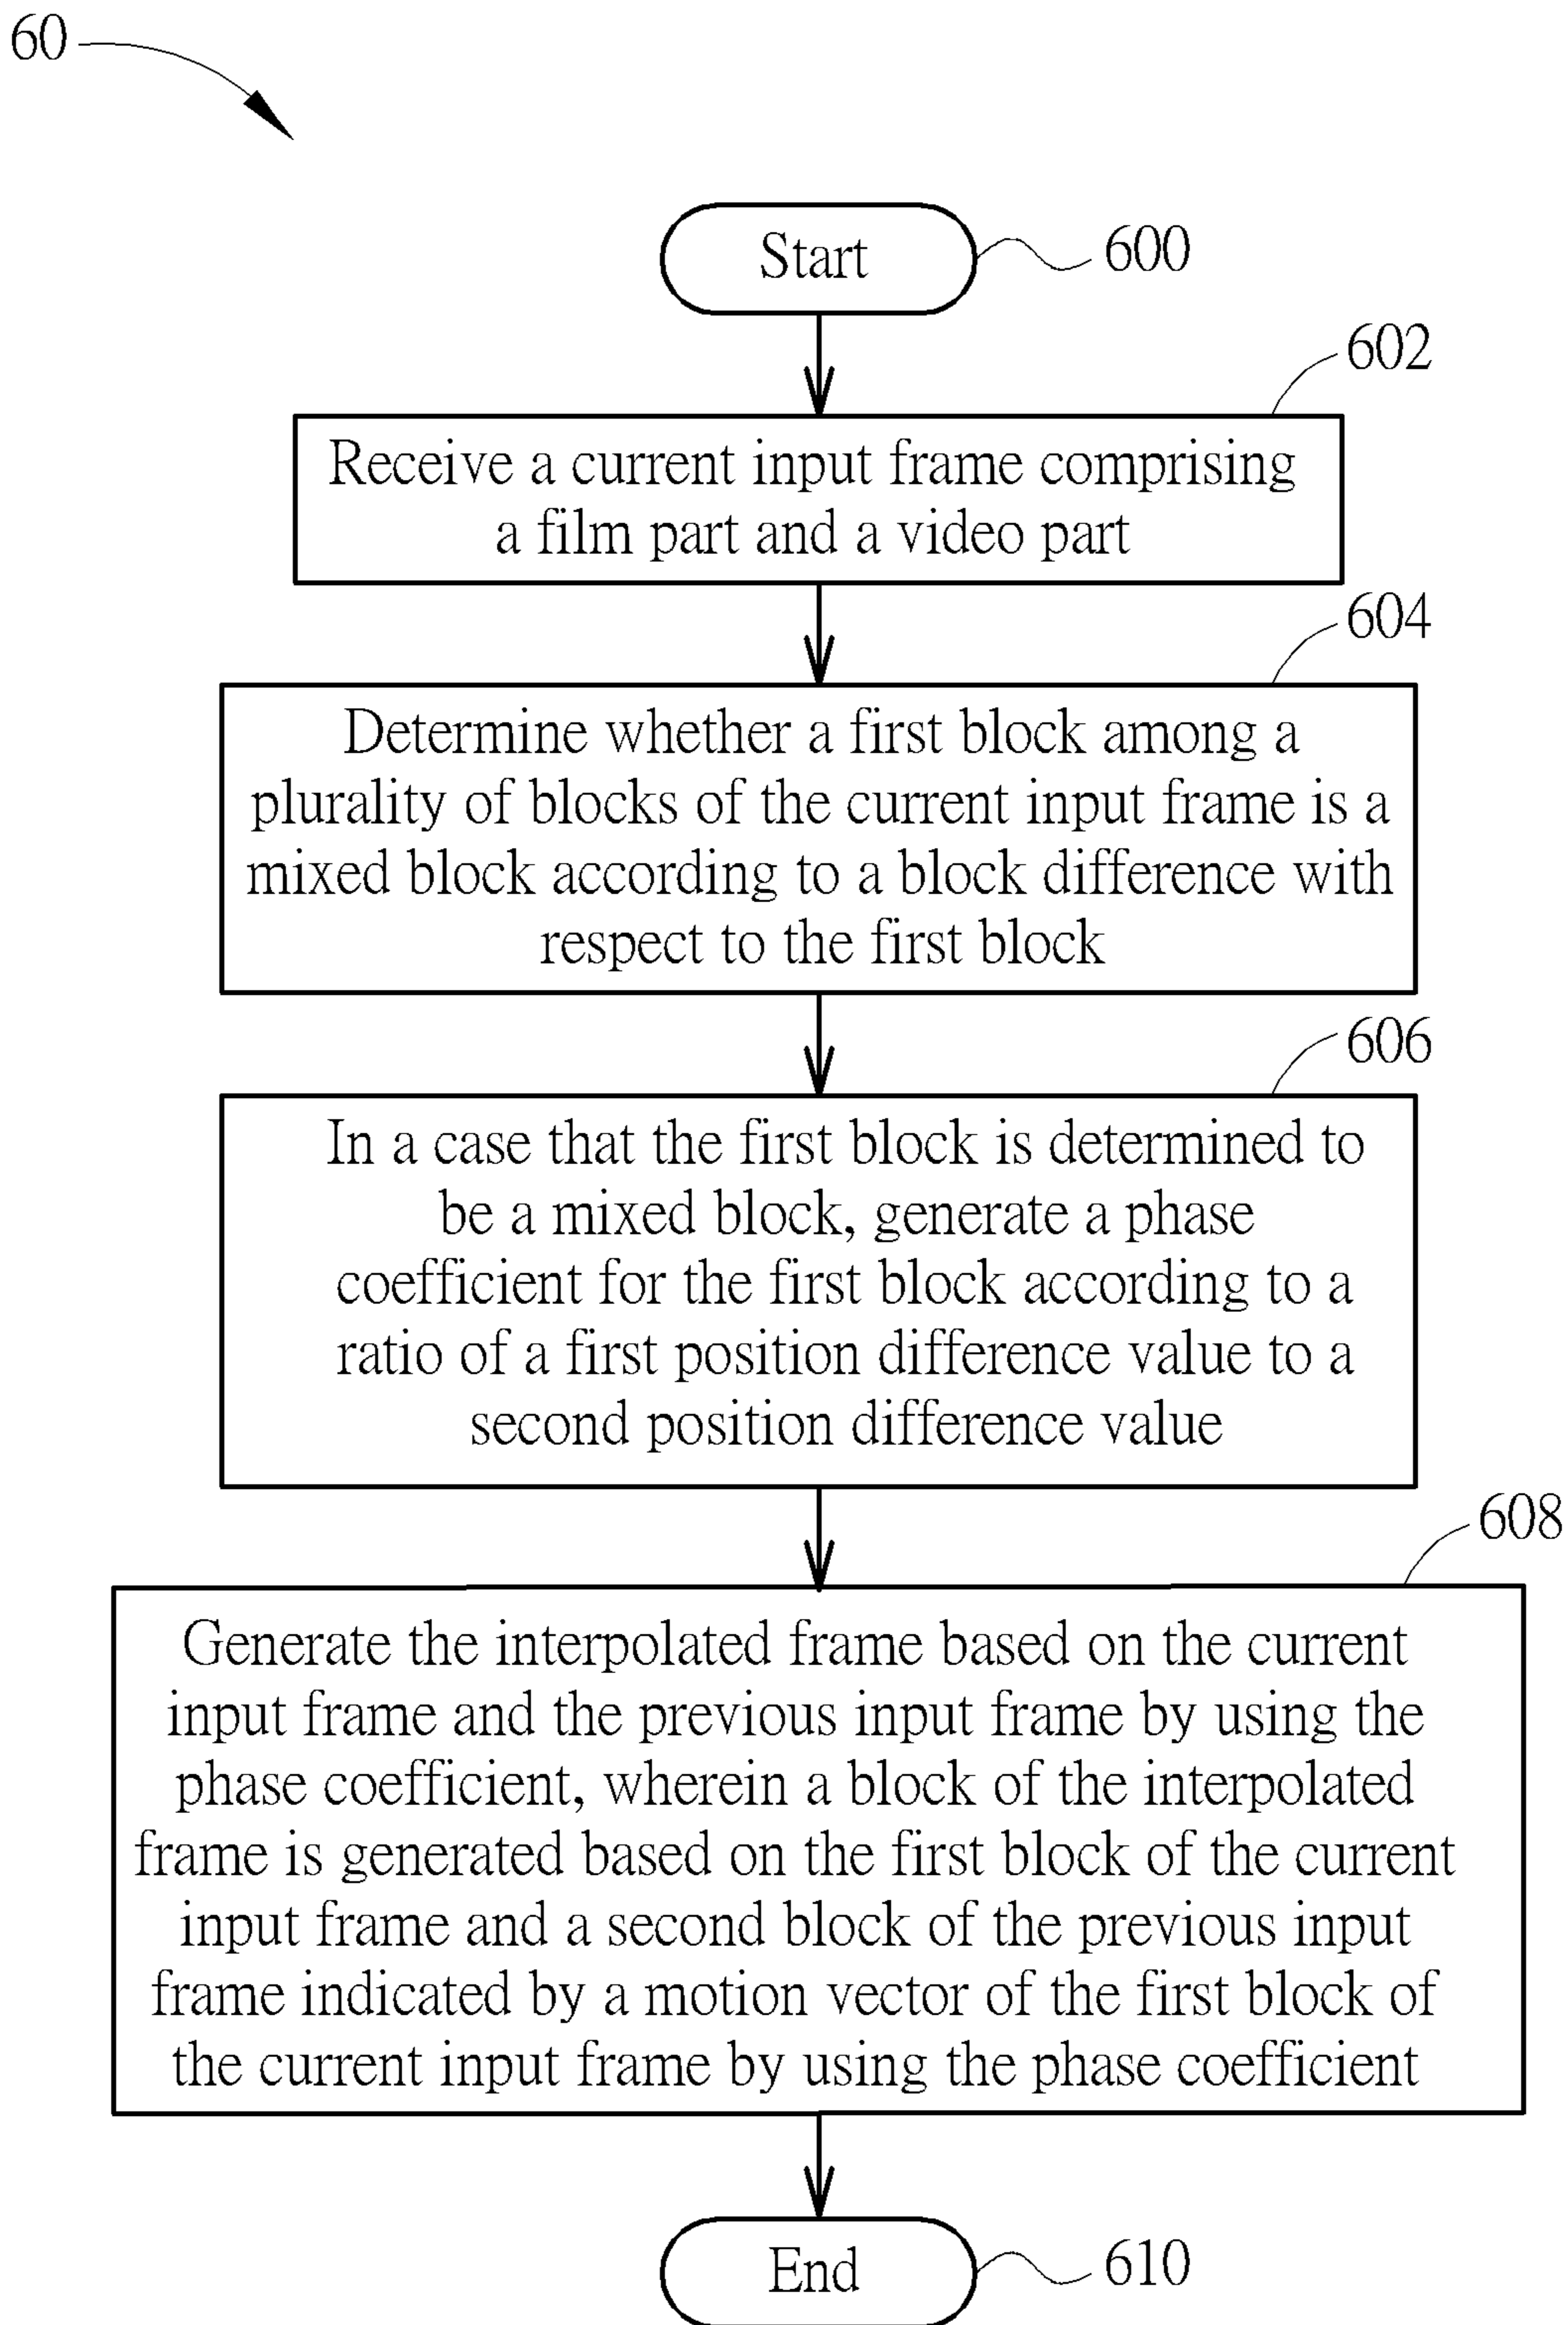 60
Start
600
602
Receive a current input frame comprising
a film part and a video part
604
Determine whether a first block among a
plurality of blocks of the current input frame is a
mixed block according to a block difference with
respect to the first block
606
In a case that the first block is determined to
be a mixed block, generate a phase
coefficient for the first block according to a
ratio of a first position difference value to a
second position difference value
608
Generate the interpolated frame based on the current
input frame and the previous input frame by using the
phase coefficient, wherein a block of the interpolated
frame is generated based on the first block of the current
input frame and a second block of the previous input
frame indicated by a motion vector of the first block of
the current input frame by using the phase coefficient
End
610